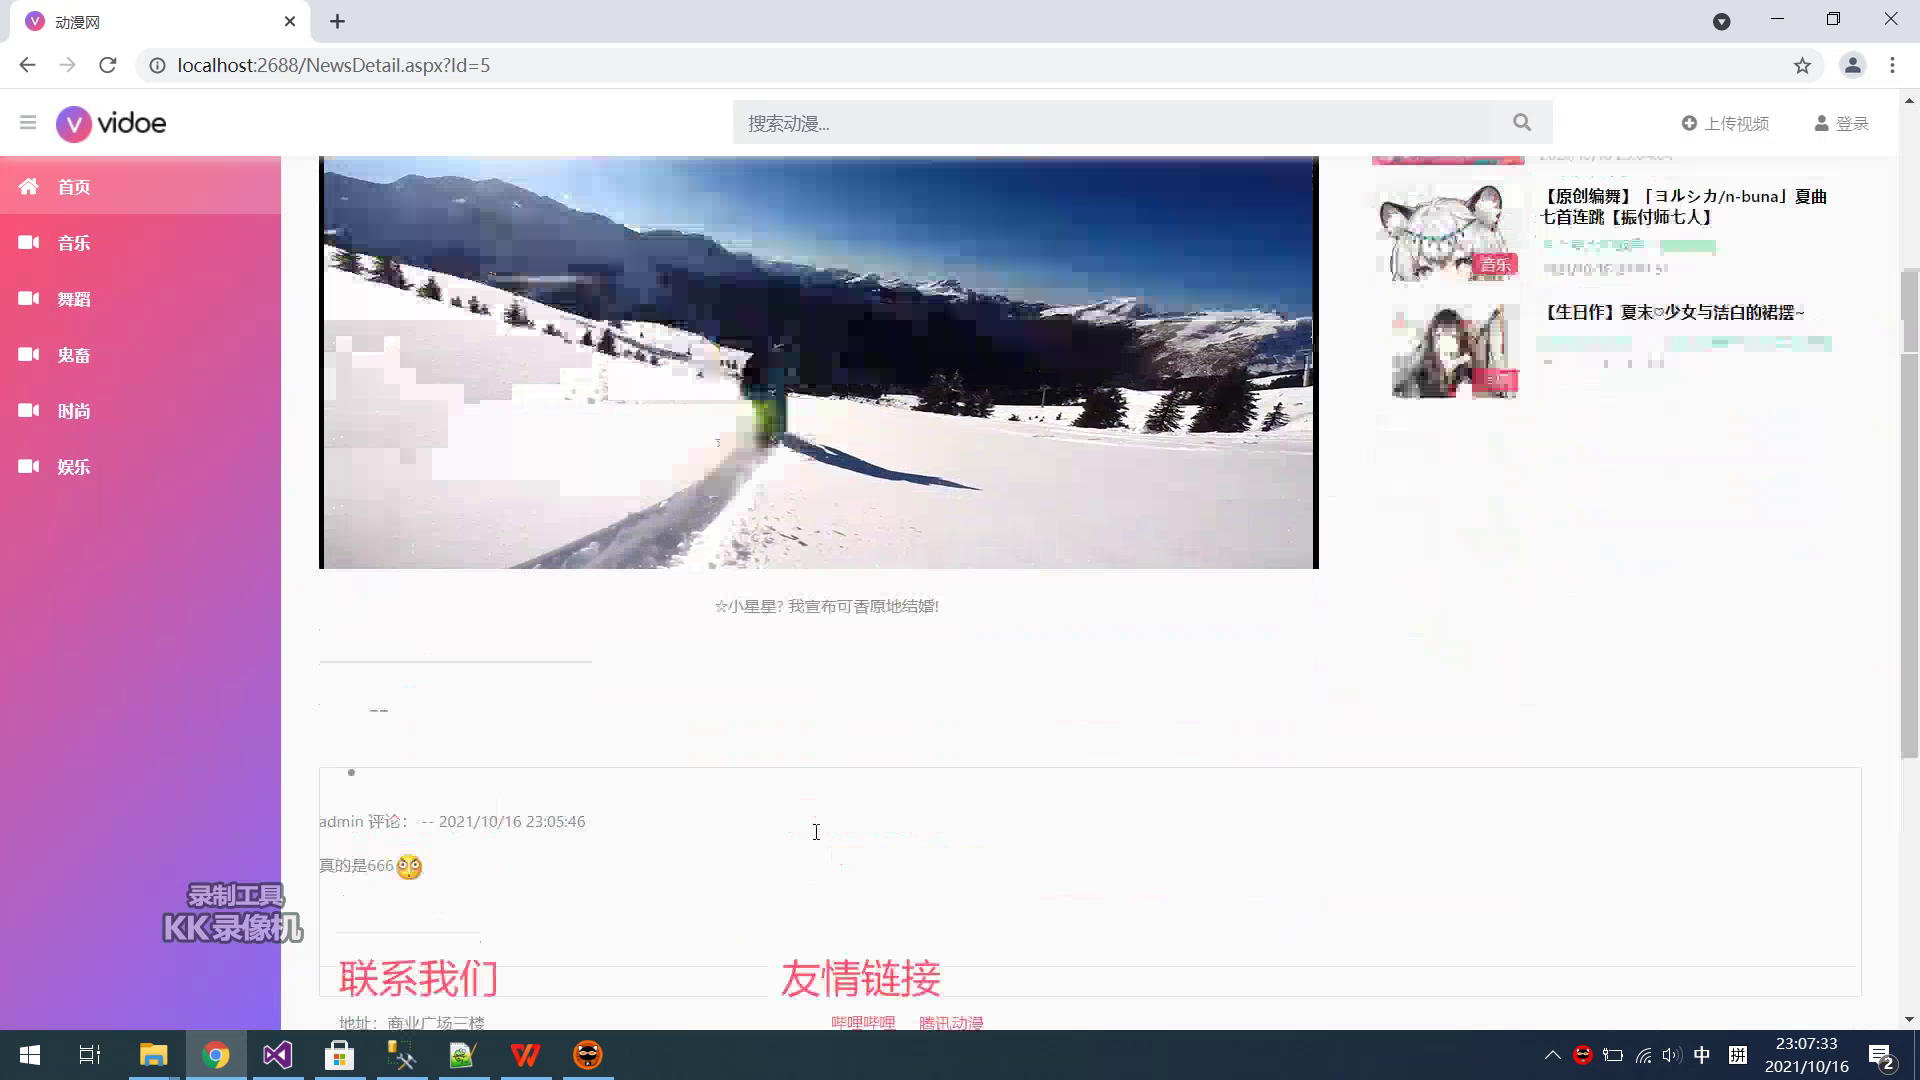 动漫网
localhost:2688/NewsDetail.aspx?Id=5
vidoe
搜索动漫...
上传视频
登录
首页
音乐
舞蹈
鬼畜
时尚
娱乐
【原创编舞】「ヨルシカ/n-buna」夏曲
七首连跳【振付师七人】
音乐
【生日作】夏末♡少女与洁白的裙摆~
☆小星星? 我宣布可香原地结婚!
--
admin 评论： -- 2021/10/16 23:05:46
真的是666
录制工具
KK录像机
联系我们
友情链接
地址：商业广场三楼
哔哩哔哩
腾讯动漫
中
拼
23:07:33
2021/10/16
2